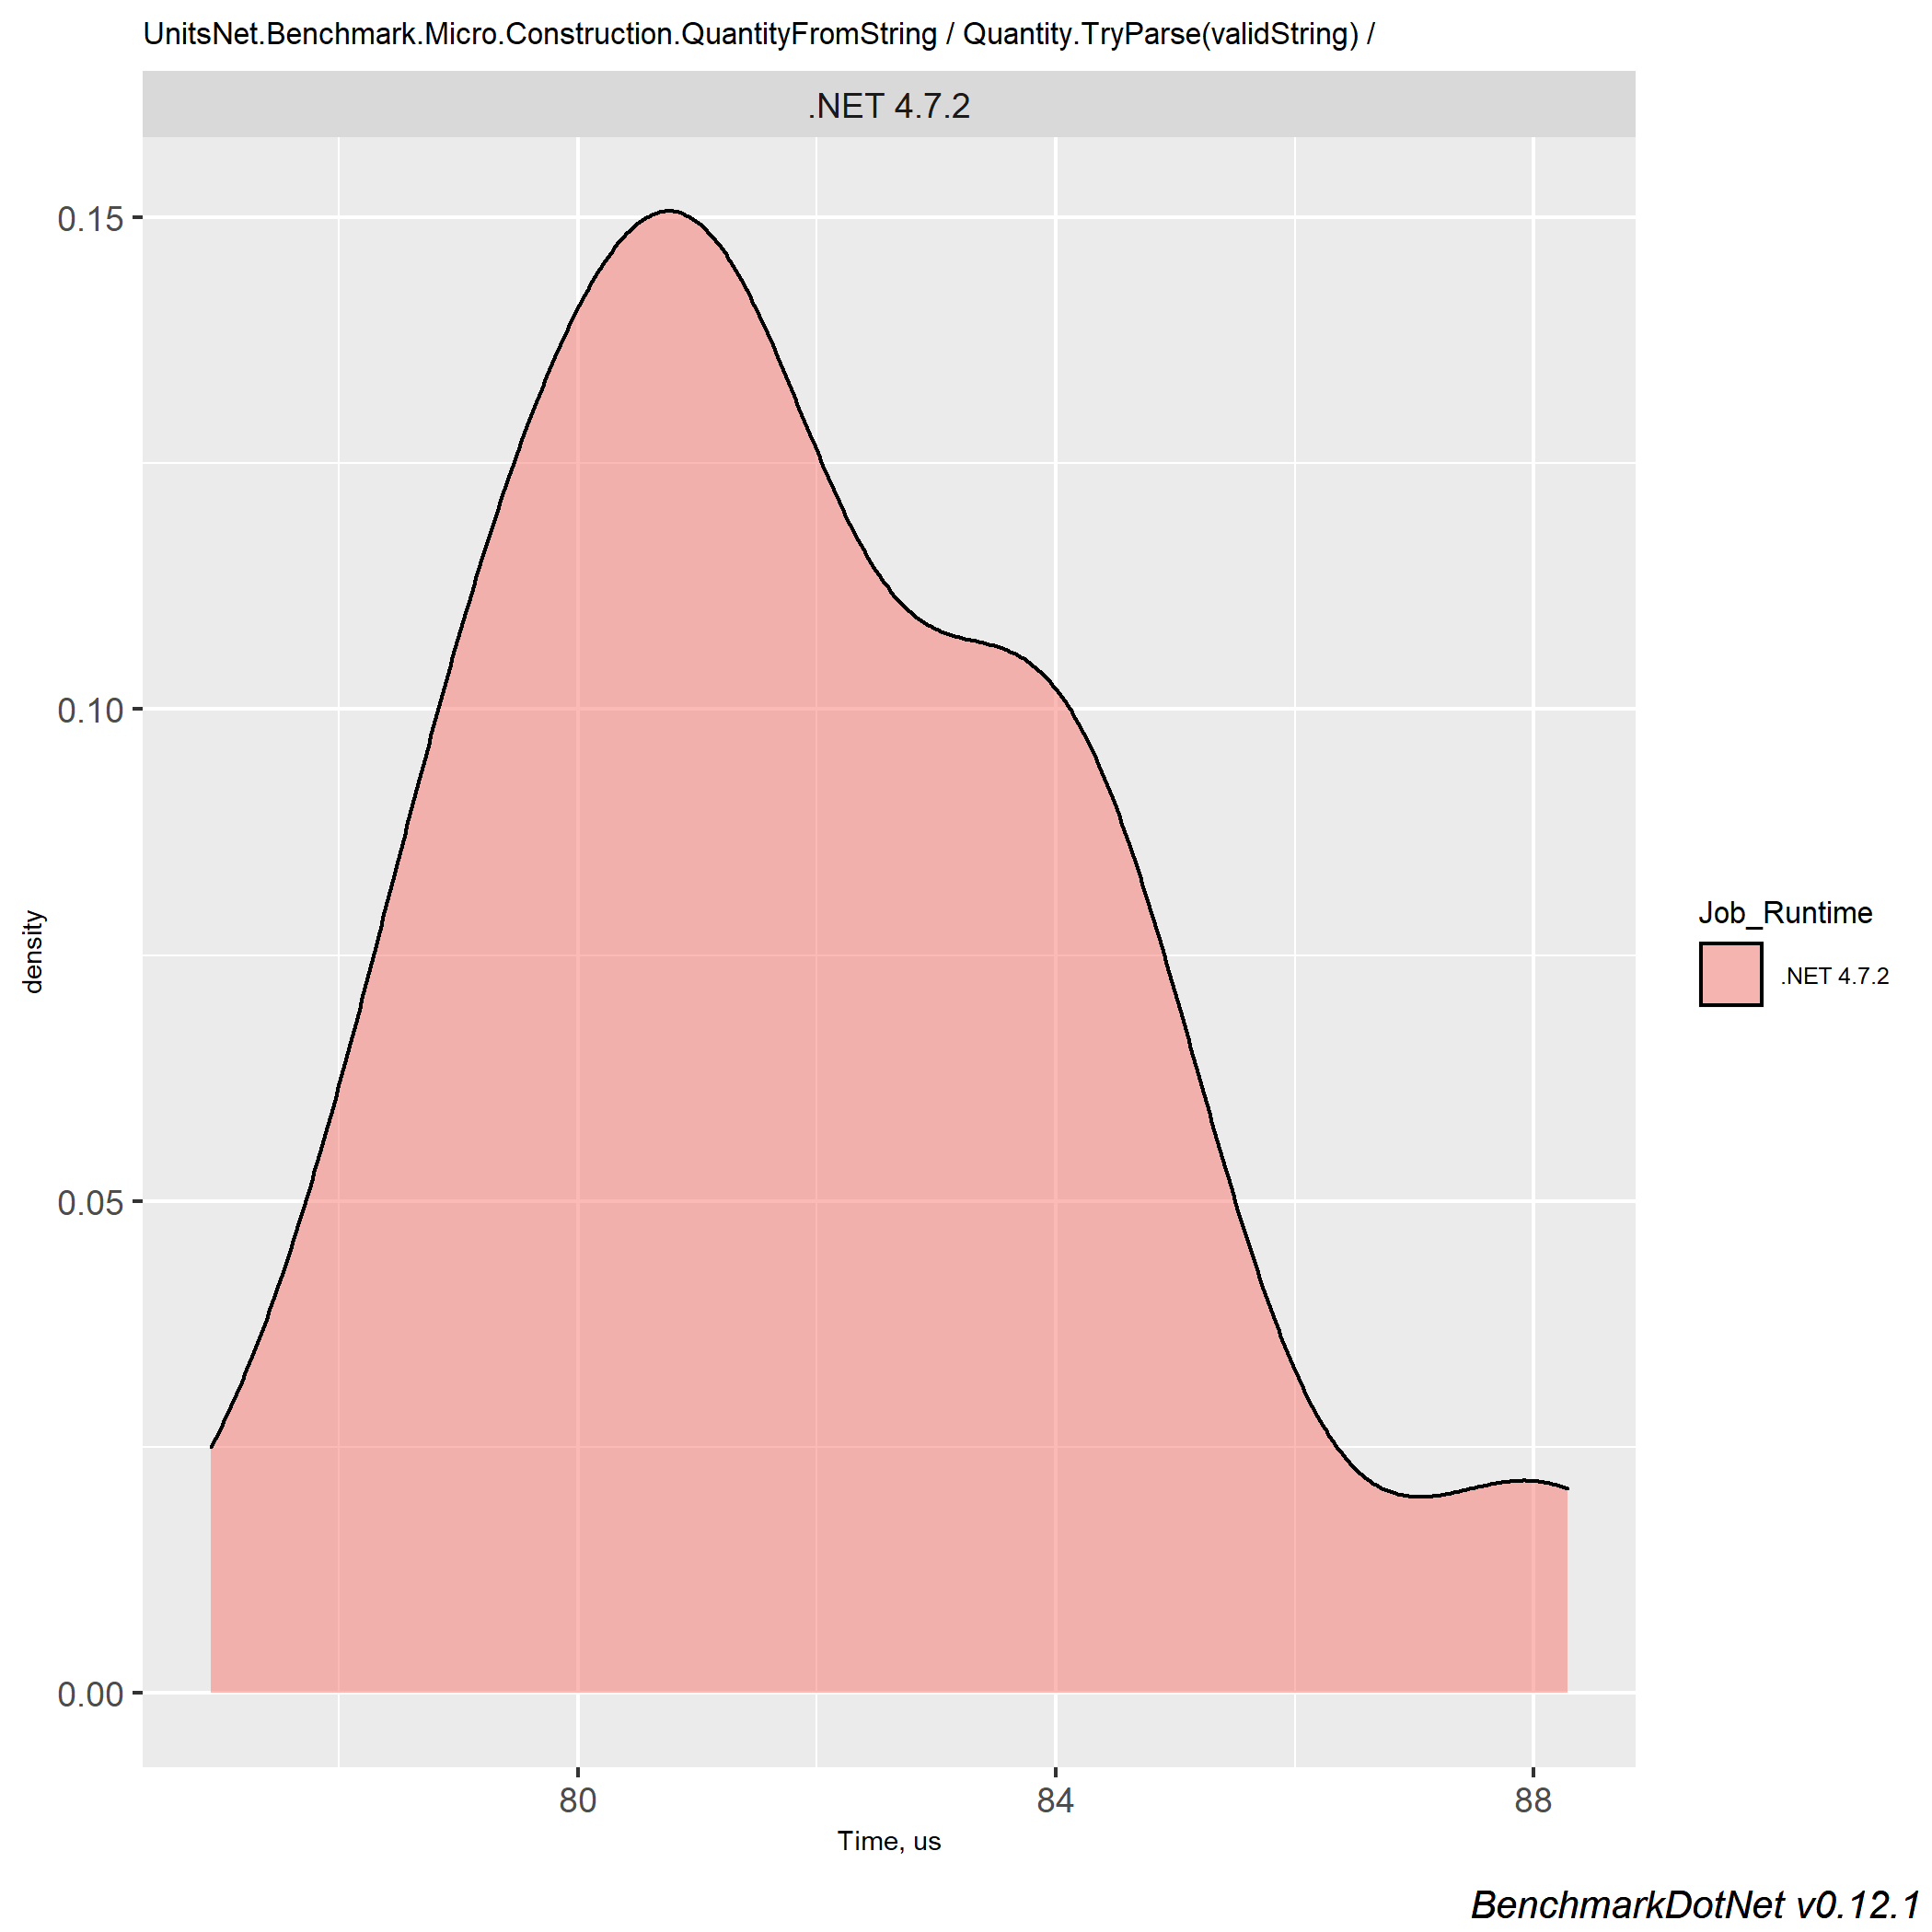 UnitsNet.Benchmark.Micro.Construction.QuantityFromString / Quantity.TryParse(validString) /
.NET 4.7.2
0.15
0.10
0.05
0.00
density
80 84 88
Time, us
Job_Runtime
.NET 4.7.2
BenchmarkDotNet v0.12.1